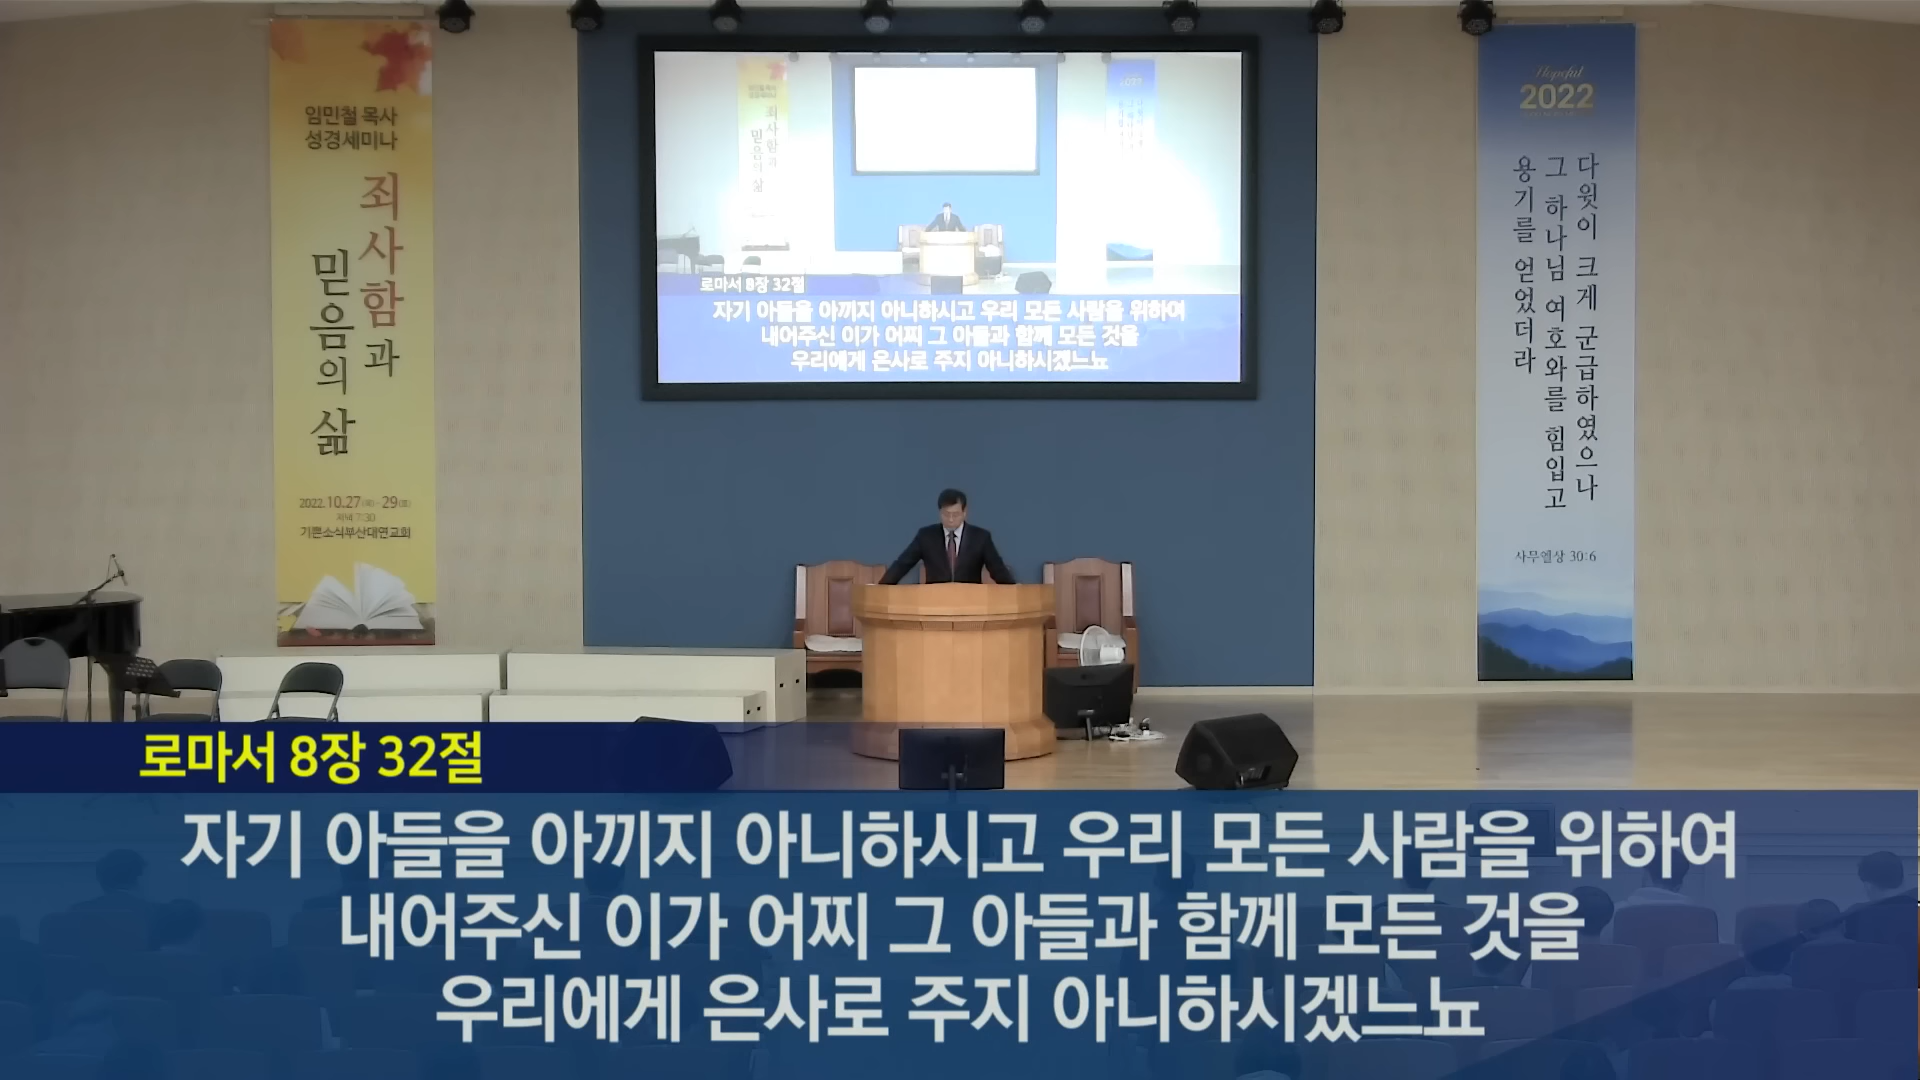 임민철 목사
성경세미나
죄사함과
믿음의 삶
2022.10.27(목)-29(토)
저녁 7:30
기쁜소식부산대연교회
로마서 8장 32절
자기 아들을 아끼지 아니하시고 우리 모든 사람을 위하여
내어주신 이가 어찌 그 아들과 함께 모든 것을
우리에게 은사로 주지 아니하시겠느뇨
Hopeful
2022
다윗이 크게 군급하였으나
그 하나님 여호와를 힘입고
용기를 얻었더라
사무엘상 30:6
로마서 8장 32절
자기 아들을 아끼지 아니하시고 우리 모든 사람을 위하여
내어주신 이가 어찌 그 아들과 함께 모든 것을
우리에게 은사로 주지 아니하시겠느뇨